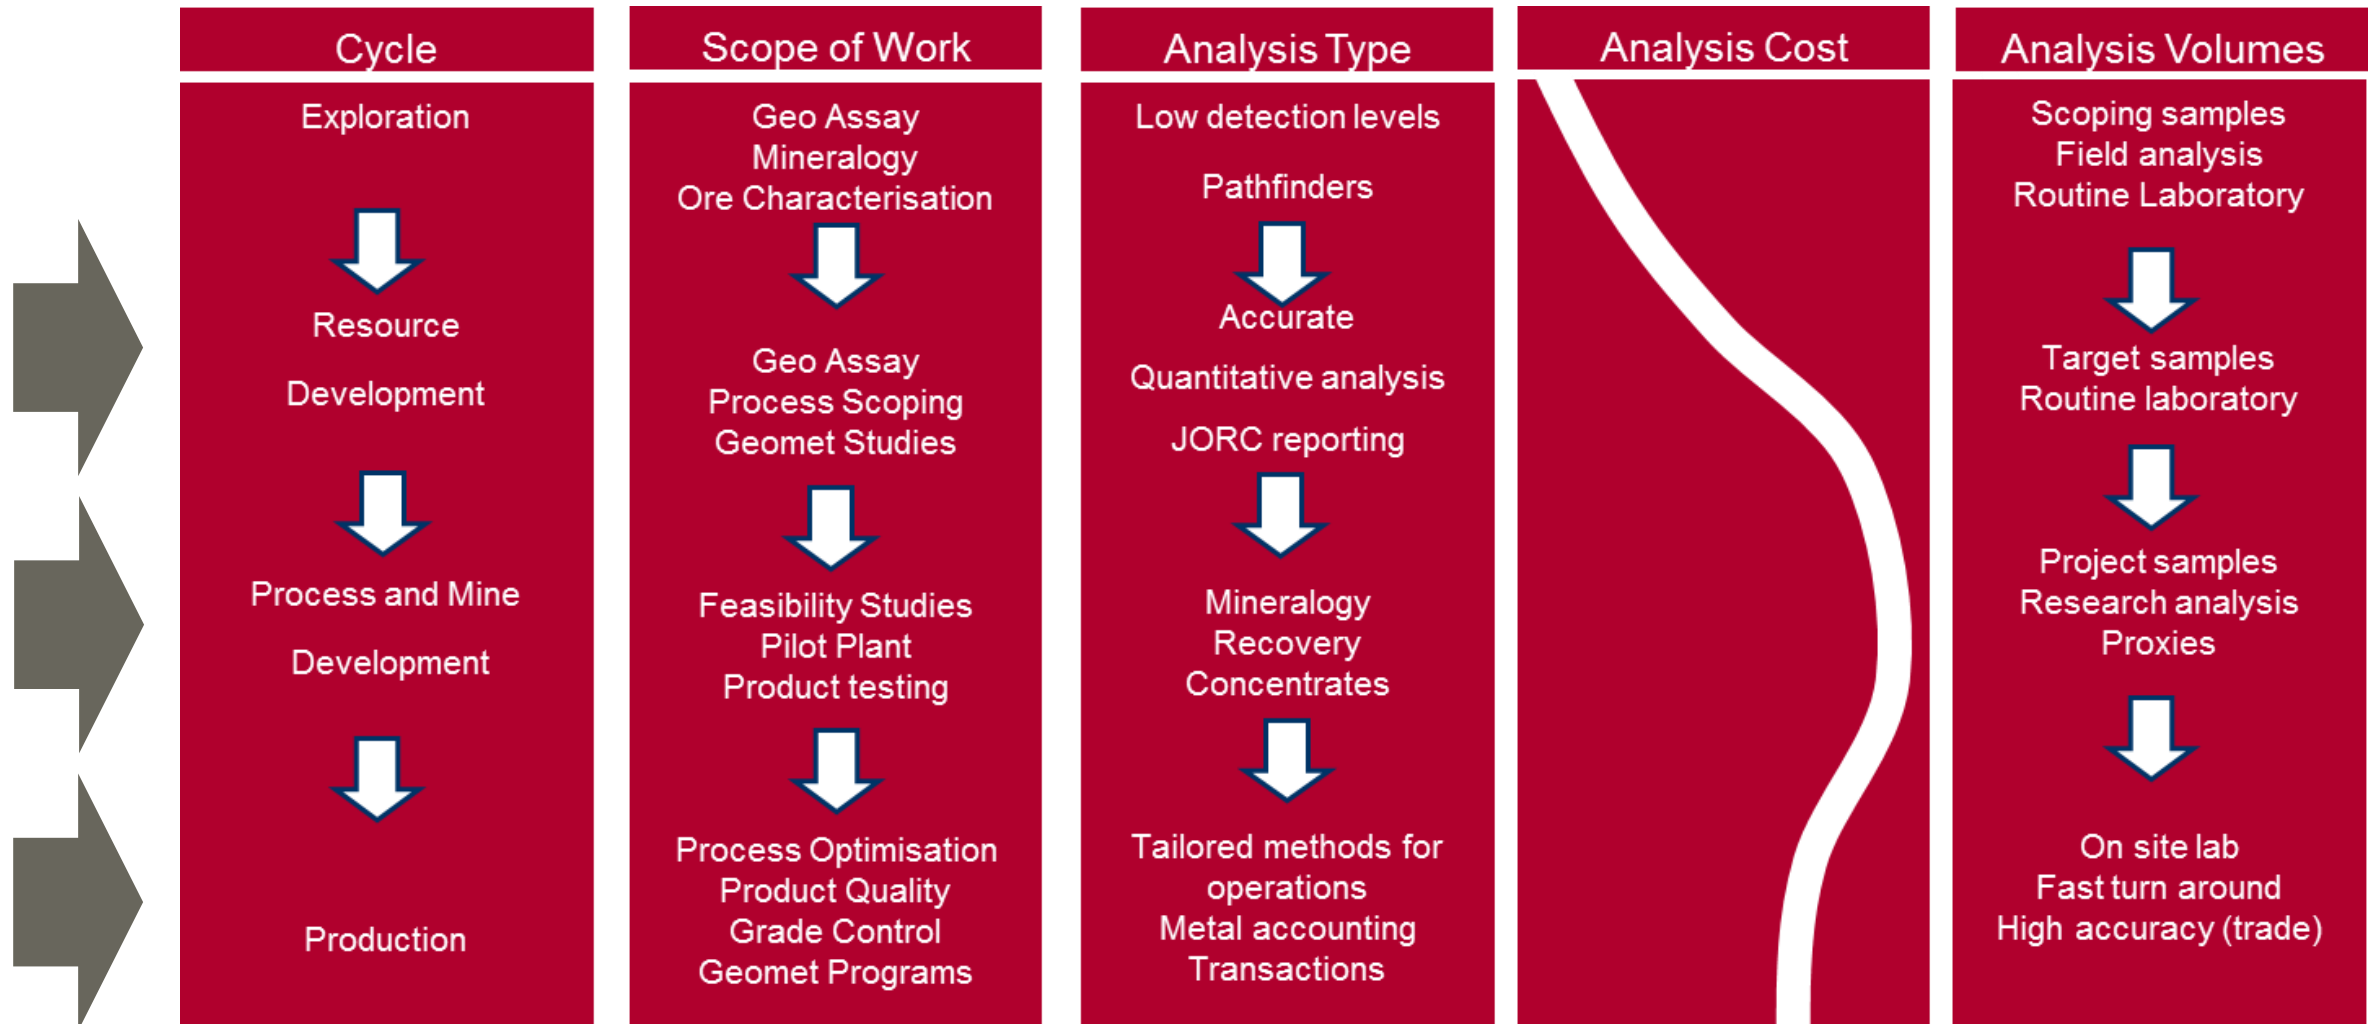 Cycle
Exploration
Resource
Development
Process and Mine
Development
Production
Scope of Work
Geo Assay
Mineralogy
Ore Characterisation
Geo Assay
Process Scoping
Geomet Studies
Feasibility Studies
Pilot Plant
Product testing
Process Optimisation
Product Quality
Grade Control
Geomet Programs
Analysis Type
Low detection levels
Pathfinders
Accurate
Quantitative analysis
JORC reporting
Mineralogy
Recovery
Concentrates
Tailored methods for
operations
Metal accounting
Transactions
Analysis Cost
Analysis Volumes
Scoping samples
Field analysis
Routine Laboratory
Target samples
Routine laboratory
Project samples
Research analysis
Proxies
On site lab
Fast turn around
High accuracy (trade)